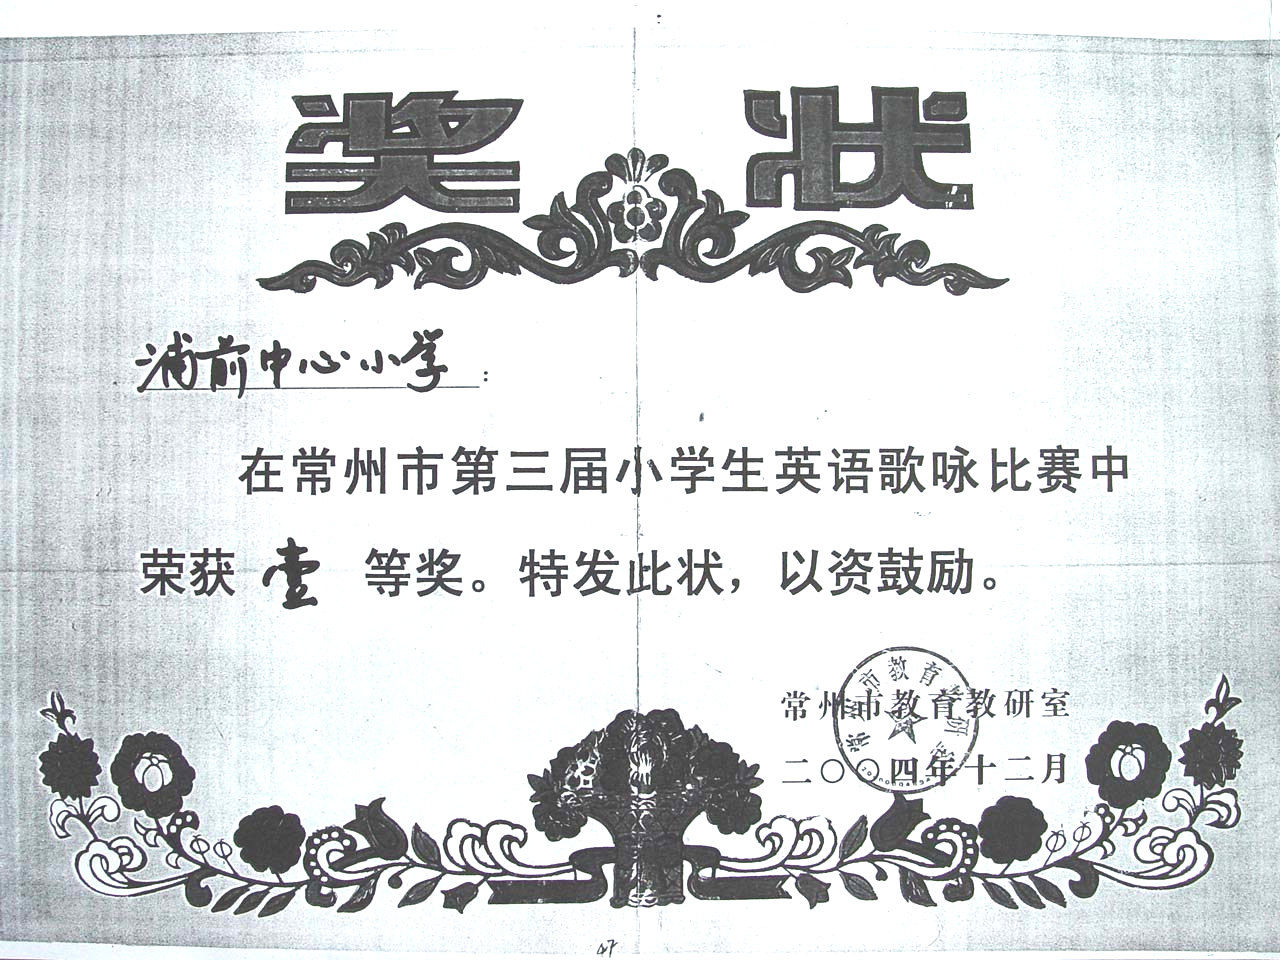 奖状
浦前中心小学：
在常州市第三届小学生英语歌咏比赛中
荣获 壹 等奖。特发此状，以资鼓励。
常州市教育教研室
二〇〇四年十二月
47